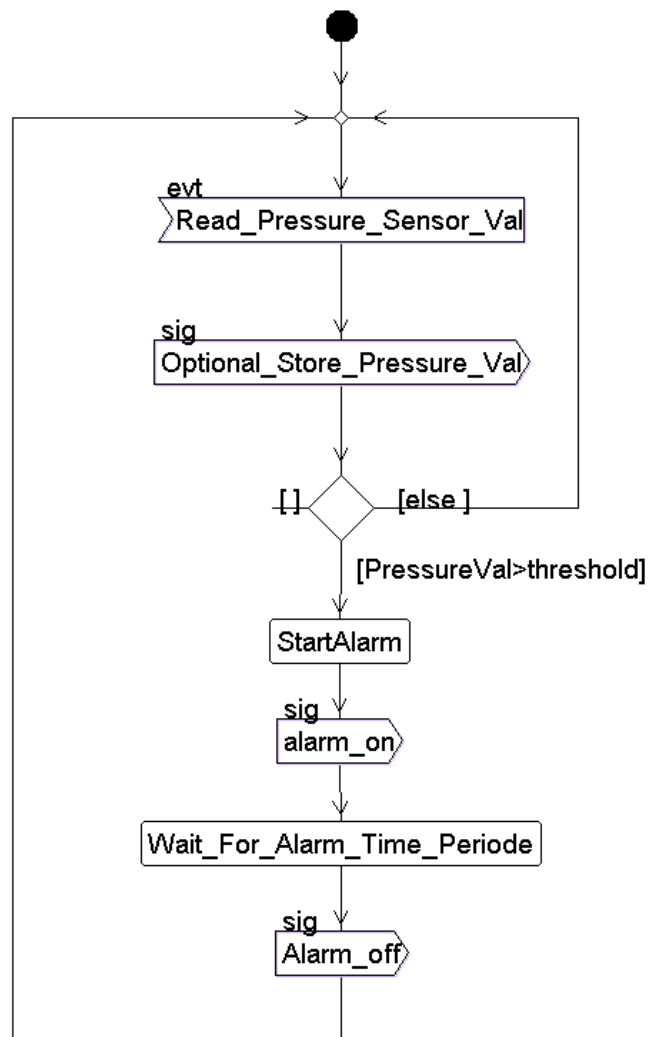 evt
Read_Pressure_Sensor_Val
sig
Optional_Store_Pressure_Val
[ ] [else ]
[PressureVal>threshold]
StartAlarm
sig
alarm_on
Wait_For_Alarm_Time_Periode
sig
Alarm_off